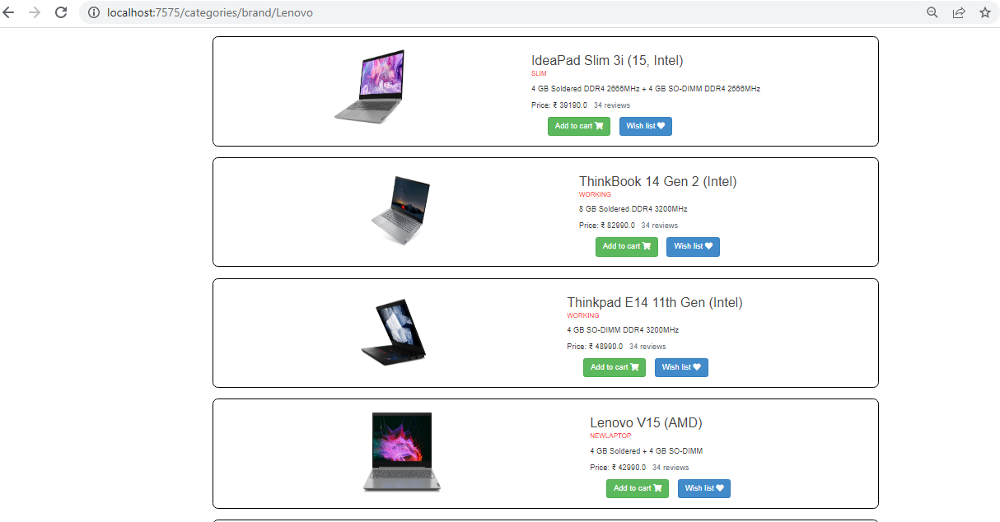 localhost:7575/categories/brand/Lenovo
IdeaPad Slim 3i (15, Intel)
SLIM
4 GB Soldered DDR4 2666MHz + 4 GB SO-DIMM DDR4 2666MHz
Price: ₹ 39190.0 34 reviews
Add to cart Wish list
ThinkBook 14 Gen 2 (Intel)
WORKING
8 GB Soldered DDR4 3200MHz
Price: ₹ 82990.0 34 reviews
Add to cart Wish list
Thinkpad E14 11th Gen (Intel)
WORKING
4 GB SO-DIMM DDR4 3200MHz
Price: ₹ 48990.0 34 reviews
Add to cart Wish list
Lenovo V15 (AMD)
NEWLAPTOP
4 GB Soldered + 4 GB SO-DIMM
Price: ₹ 42990.0 34 reviews
Add to cart Wish list